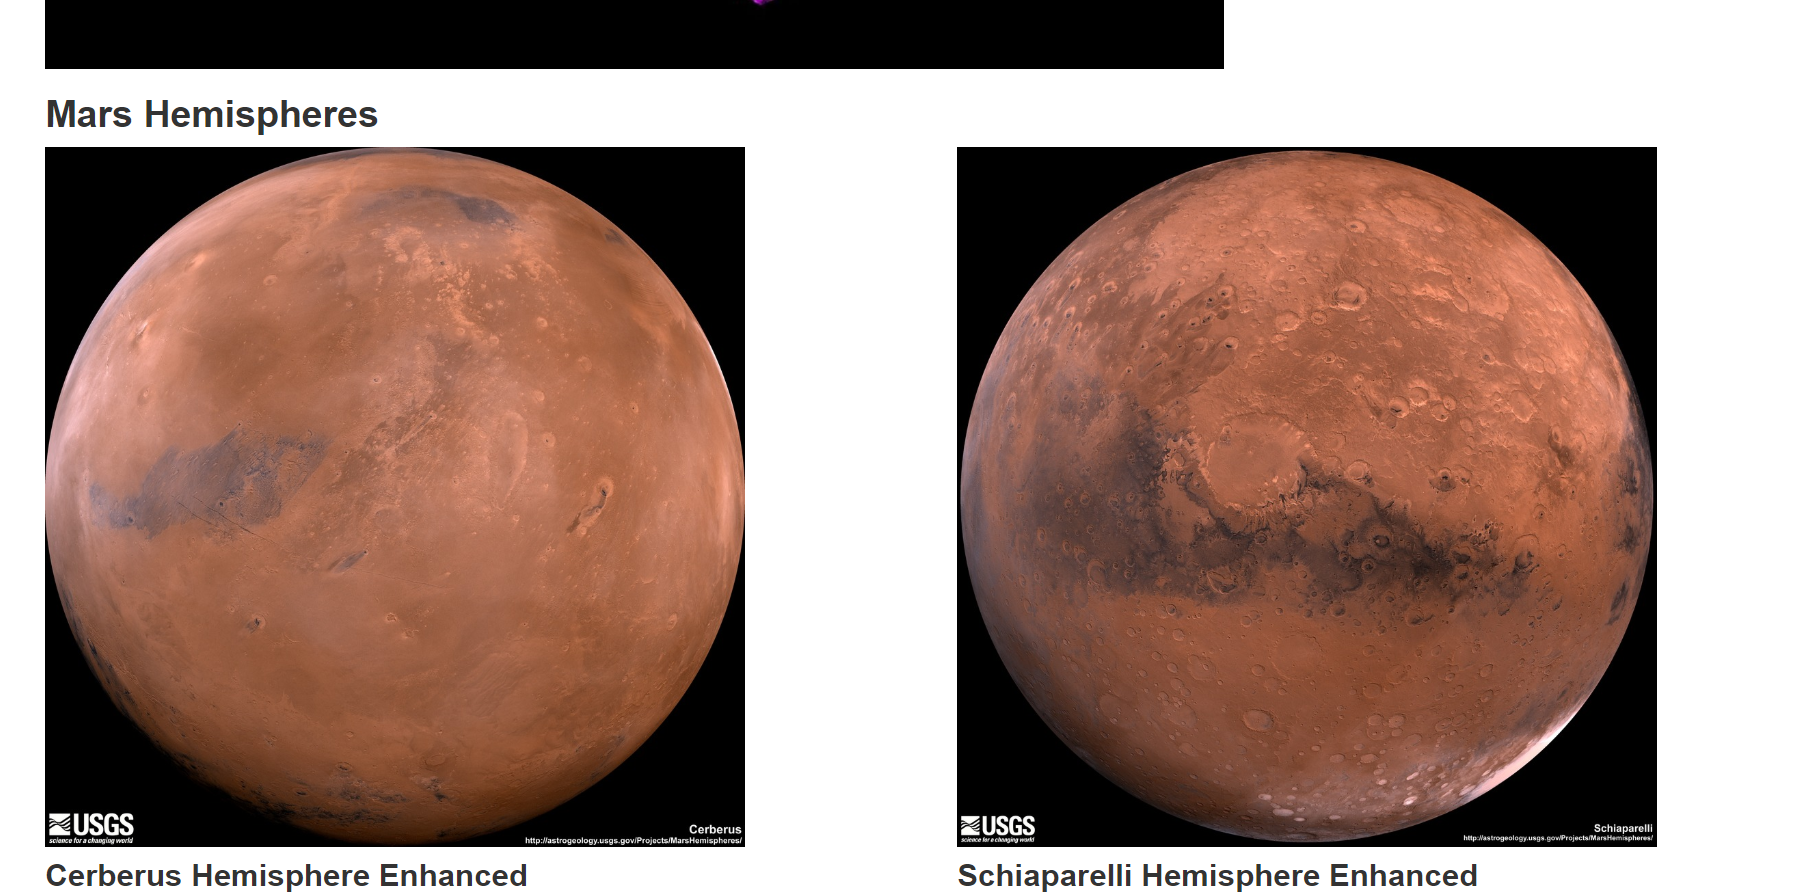 Mars Hemispheres
USGS
science for a changing world
Cerberus
http://astrogeology.usgs.gov/Projects/MarsHemispheres/
Cerberus Hemisphere Enhanced
USGS
science for a changing world
Schiaparelli
http://astrogeology.usgs.gov/Projects/MarsHemispheres/
Schiaparelli Hemisphere Enhanced